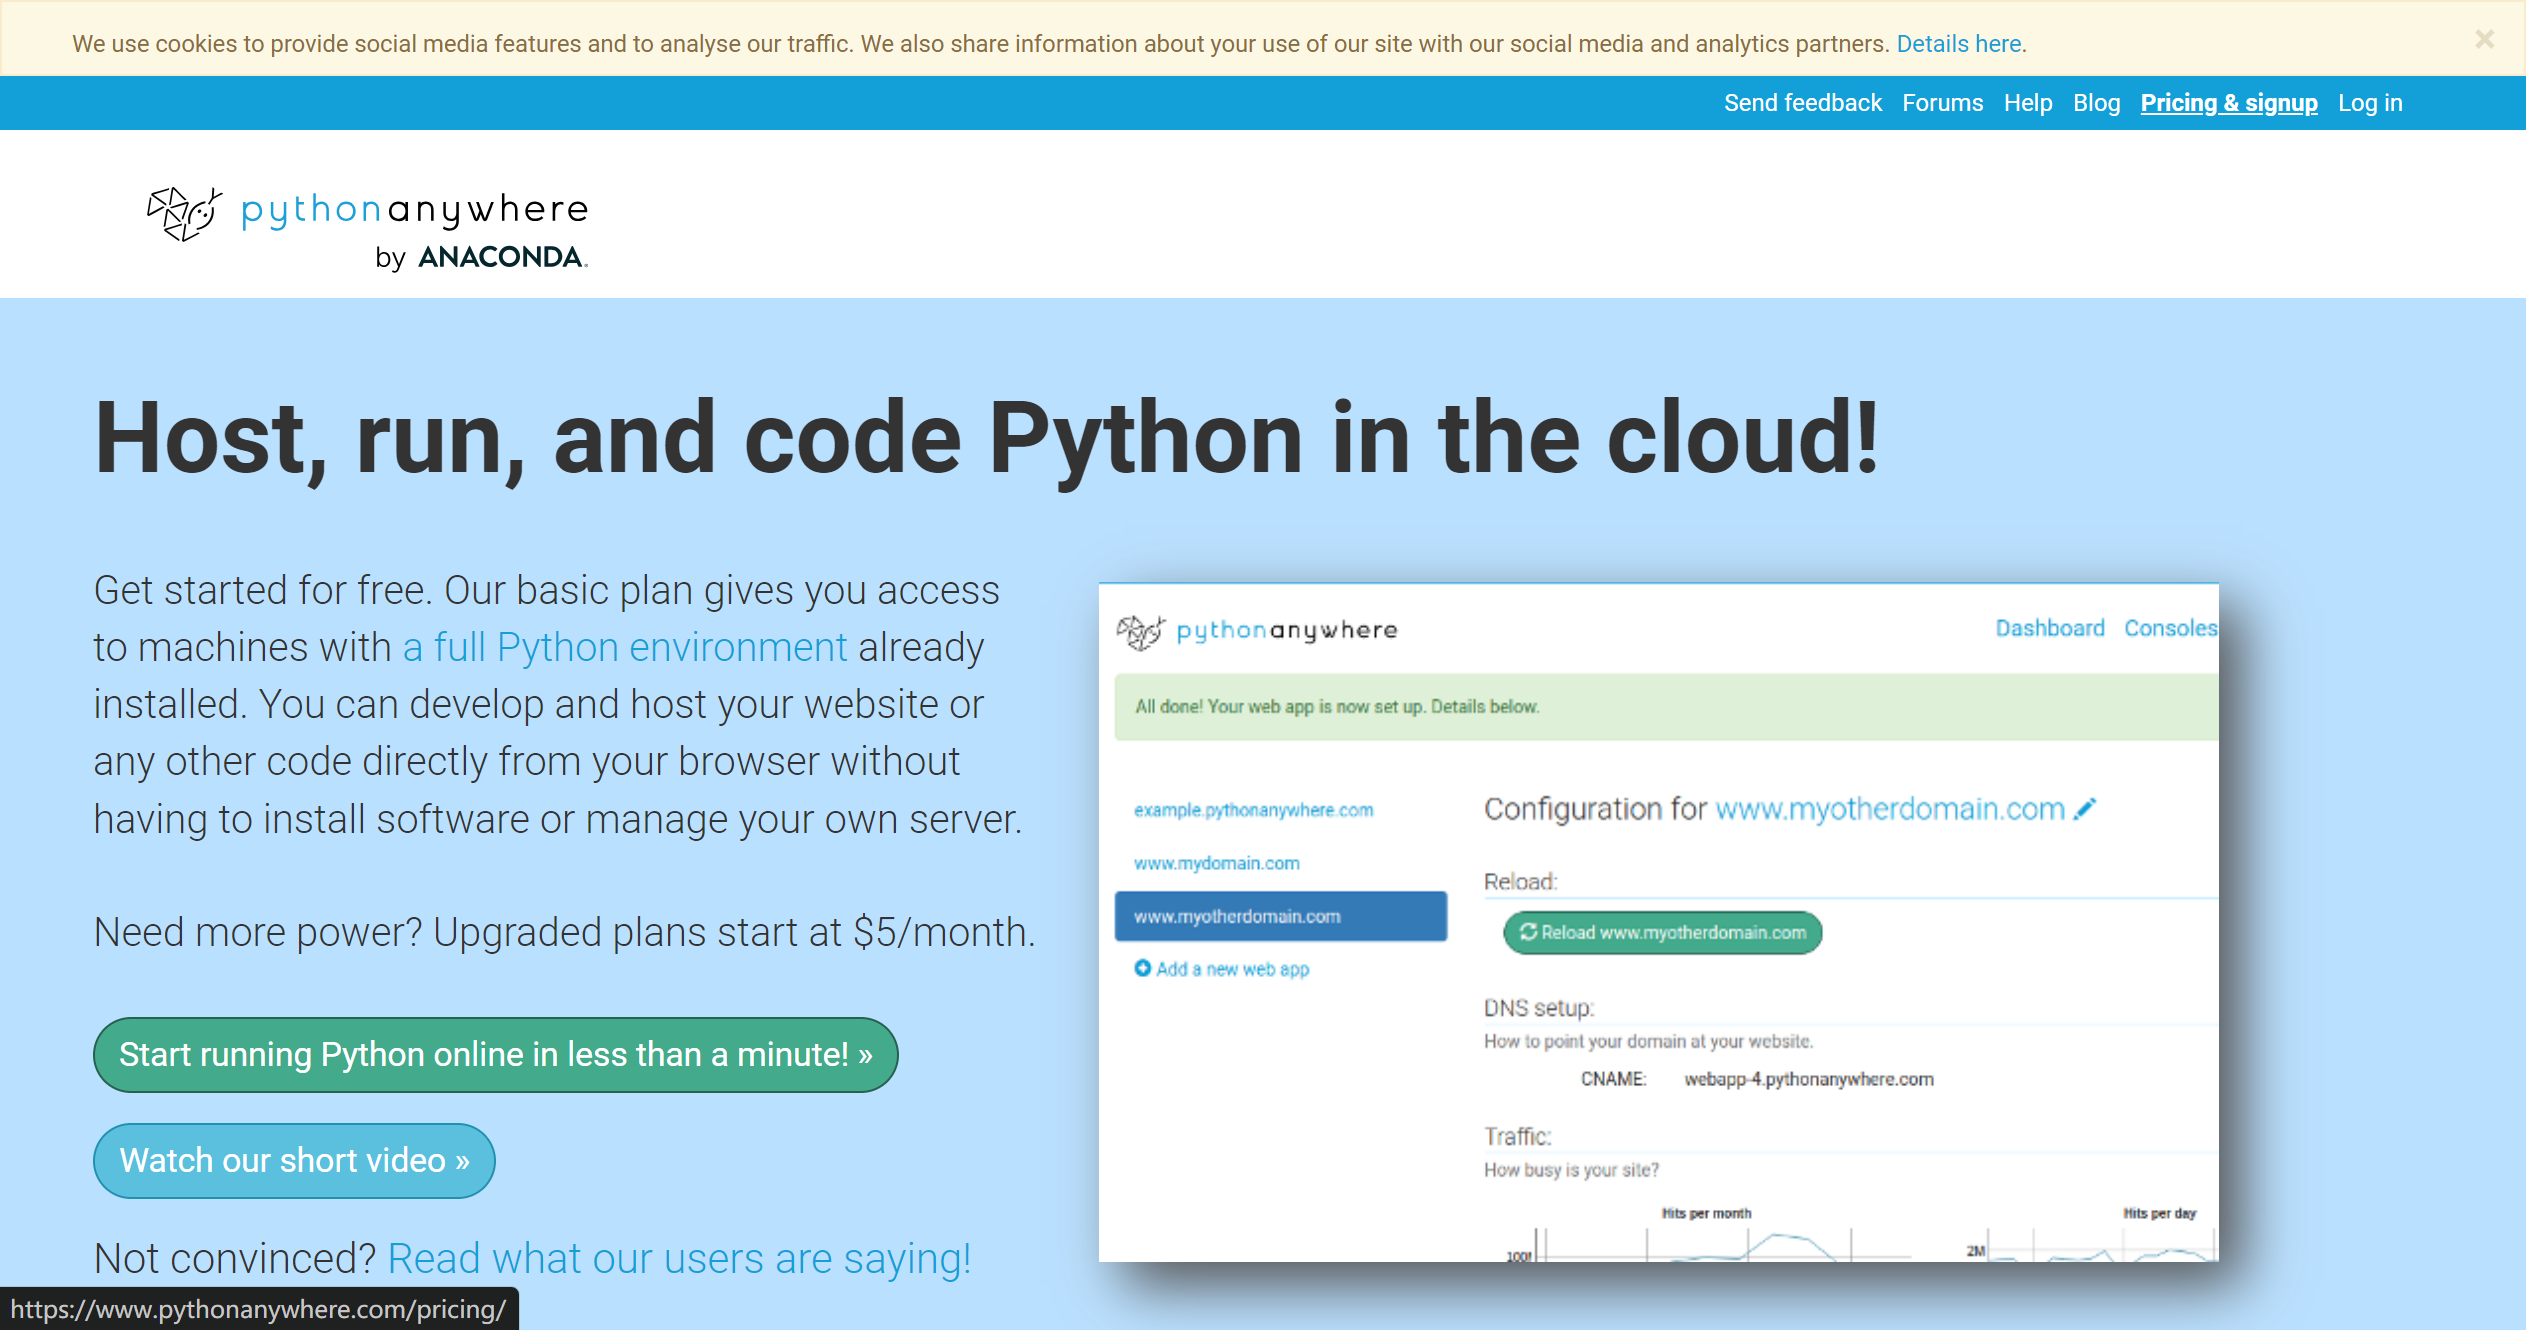 We use cookies to provide social media features and to analyse our traffic. We also share information about your use of our site with our social media and analytics partners. Details here.
×
Send feedback Forums Help Blog Pricing & signup Log in
pythonanywhere
by ANACONDA.
Host, run, and code Python in the cloud!
Get started for free. Our basic plan gives you access
to machines with a full Python environment already
installed. You can develop and host your website or
any other code directly from your browser without
having to install software or manage your own server.
Need more power? Upgraded plans start at $5/month.
Start running Python online in less than a minute! »
Watch our short video »
Not convinced? Read what our users are saying!
pythonanywhere
Dashboard Consoles
All done! Your web app is now set up. Details below.
example.pythonanywhere.com
www.mydomain.com
www.myotherdomain.com
Add a new web app
Configuration for www.myotherdomain.com
Reload:
Reload www.myotherdomain.com
DNS setup:
How to point your domain at your website.
CNAME: webapp-4.pythonanywhere.com
Traffic:
How busy is your site?
Hits per month
Hits per day
2M
https://www.pythonanywhere.com/pricing/